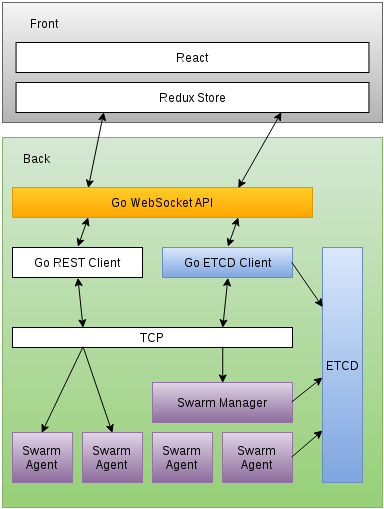 Front
React
Redux Store
Back
Go WebSocket API
Go REST Client
Go ETCD Client
TCP
ETCD
Swarm Manager
Swarm
Agent
Swarm
Agent
Swarm
Agent
Swarm
Agent